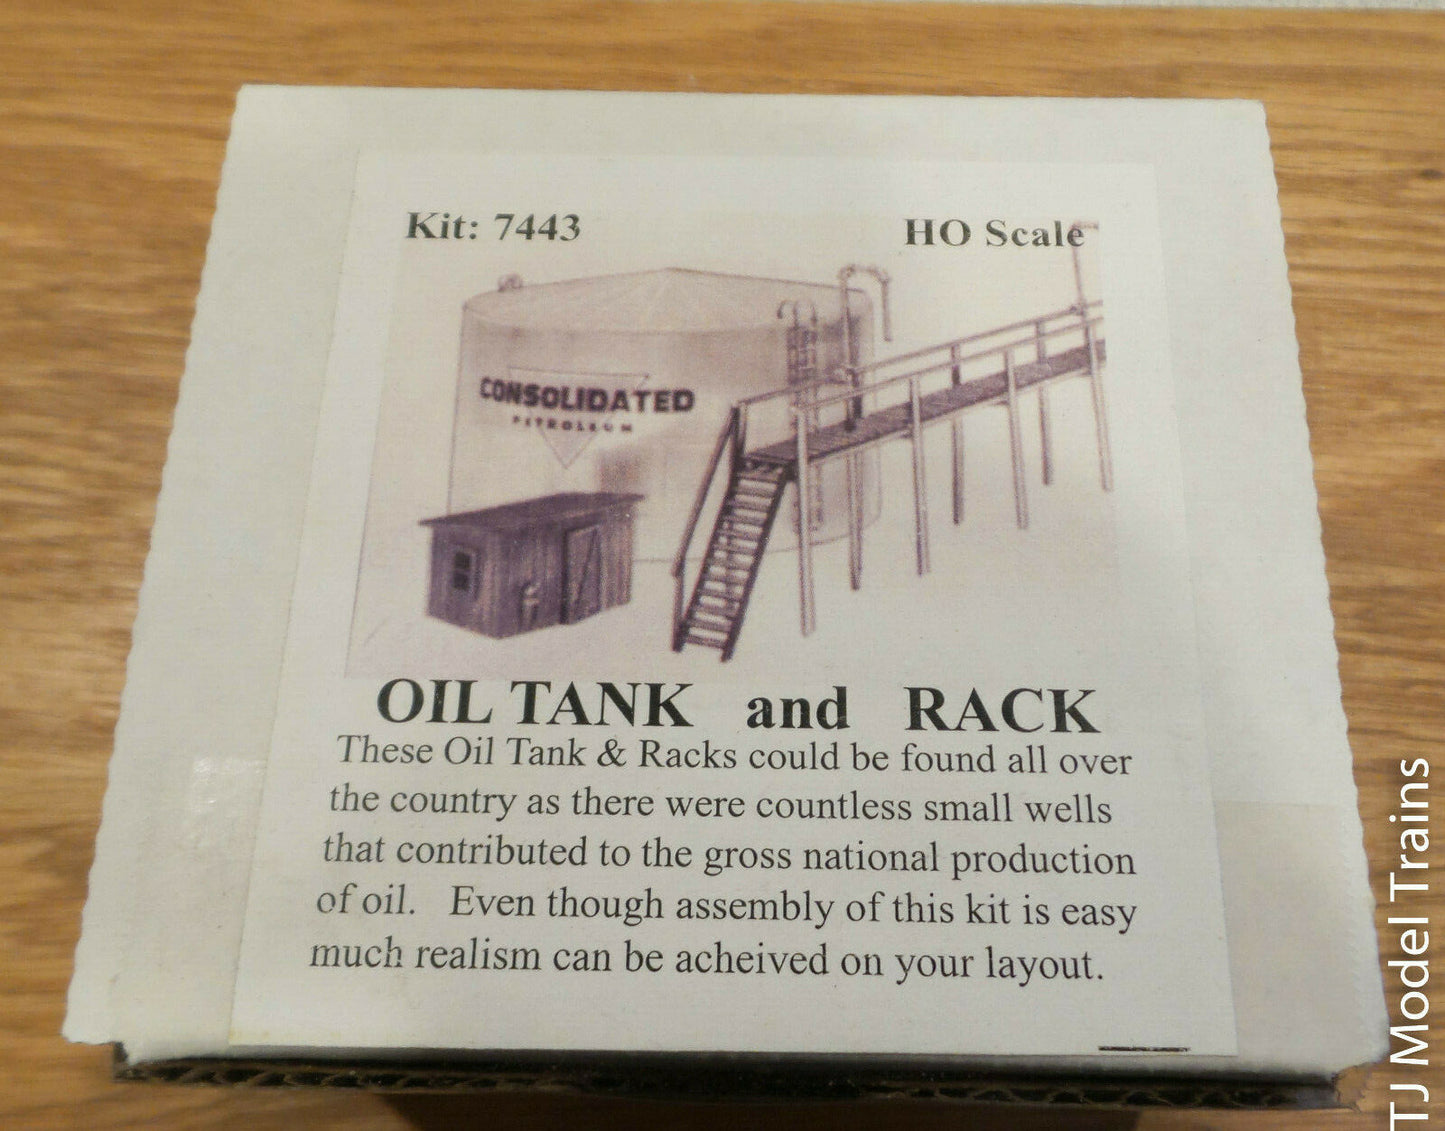 Kit: 7443 HO Scale
CONSOLIDATED
PETROLEUM
OIL TANK and RACK
These Oil Tank & Racks could be found all over
the country as there were countless small wells
that contributed to the gross national production
of oil. Even though assembly of this kit is easy
much realism can be acheived on your layout.
TJ Model Trains